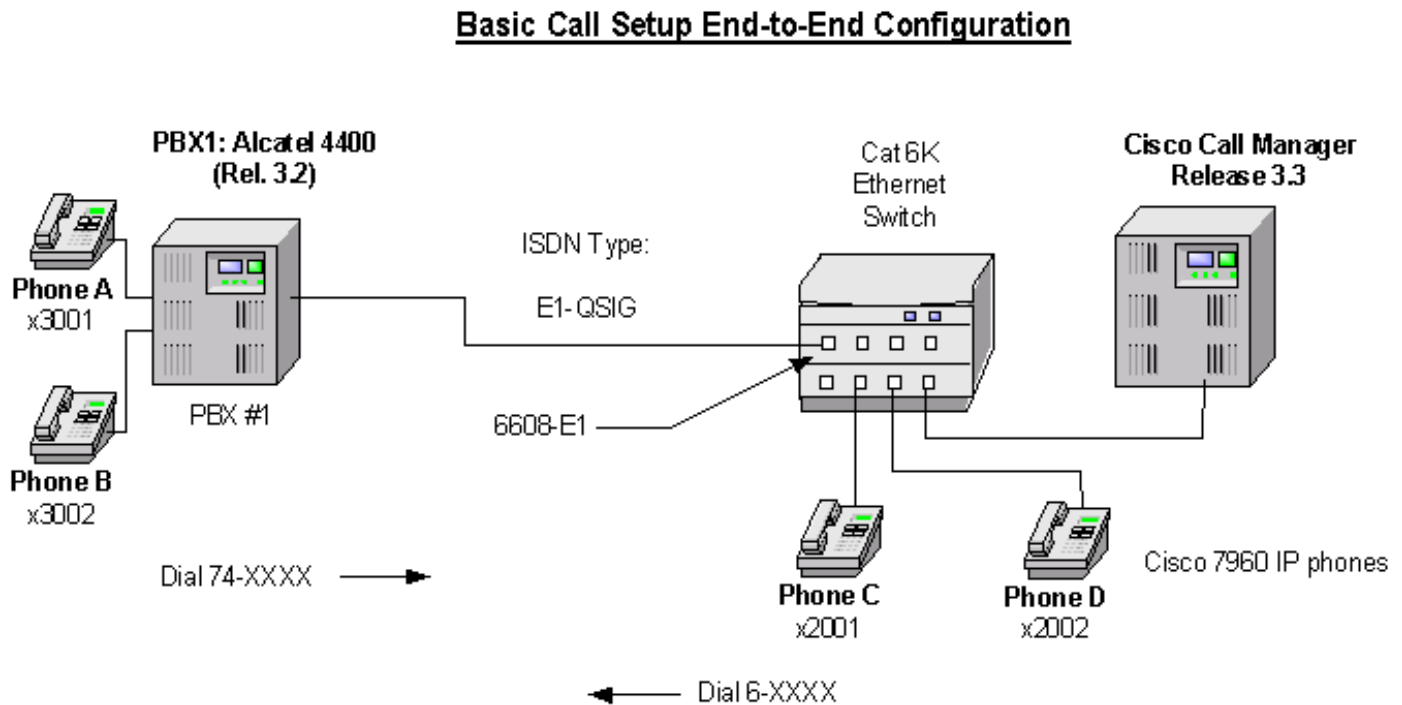 Basic Call Setup End-to-End Configuration
PBX1: Alcatel 4400
(Rel. 3.2)
Cat 6K
Ethernet
Switch
Cisco Call Manager
Release 3.3
ISDN Type:
E1-QSIG
Phone A
x3001
PBX #1
6608-E1
Phone B
x3002
Dial 74-XXXX
Cisco 7960 IP phones
Phone C
x2001
Phone D
x2002
Dial 6-XXXX